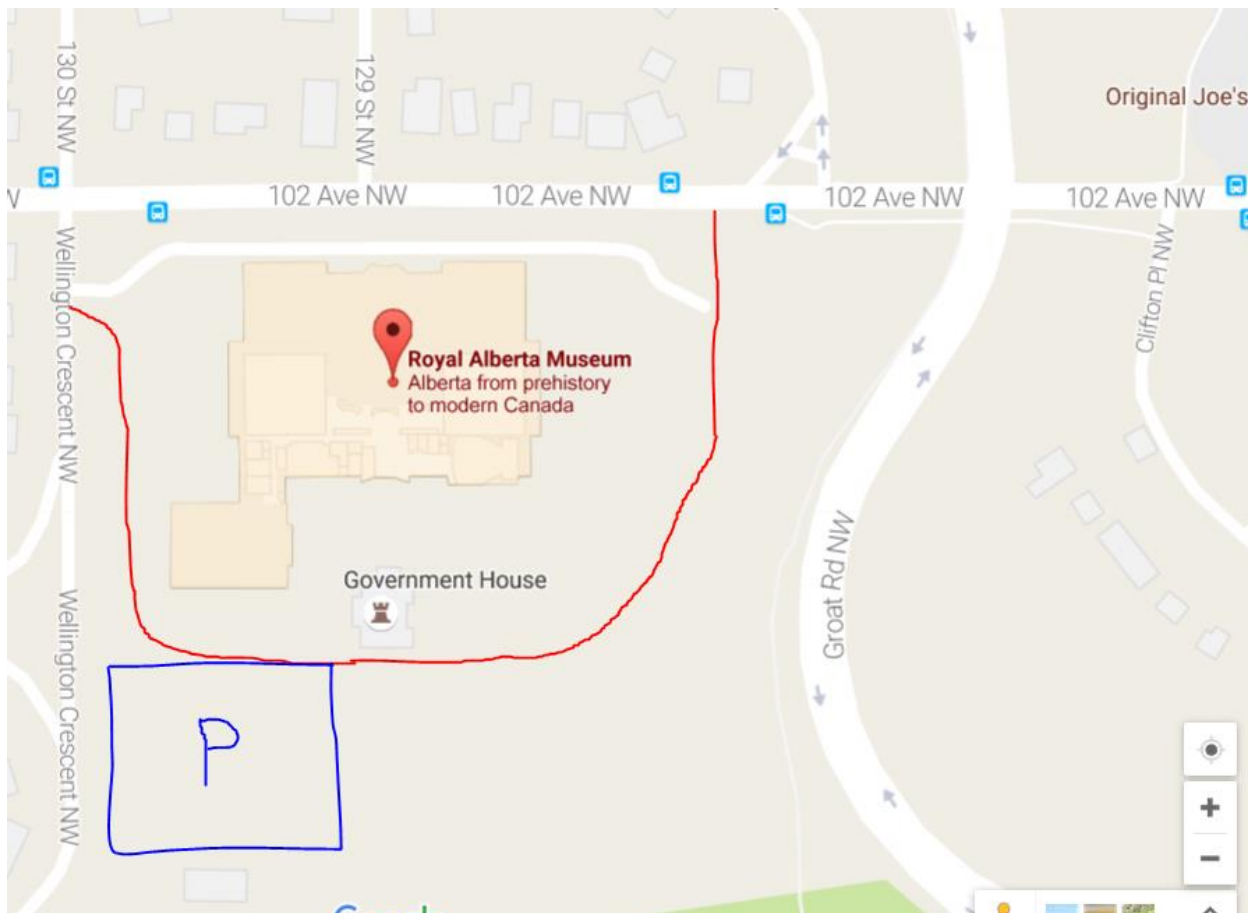 130 St NW
129 St NW
Original Joe's
102 Ave NW
102 Ave NW
102 Ave NW
102 Ave NW
Wellington Crescent NW
Clifton Pl NW
Royal Alberta Museum
Alberta from prehistory
to modern Canada
Groat Rd NW
Government House
Wellington Crescent NW
P